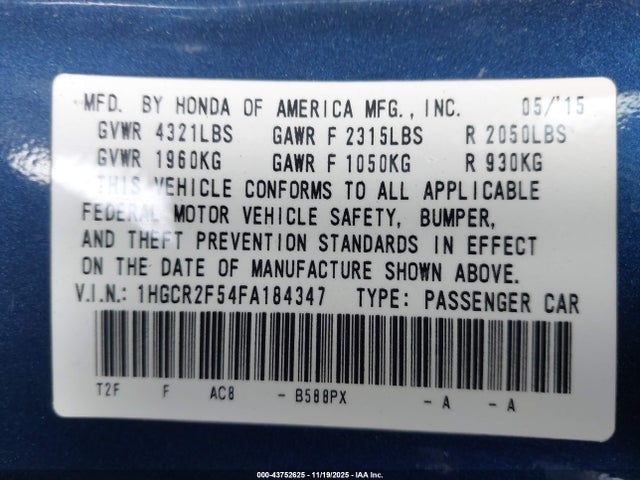 MFD. BY HONDA OF AMERICA MFG., INC. 05/'15
GVWR 4321LBS GAWR F 2315LBS R 2050LBS
GVWR 1960KG GAWR F 1050KG R 930KG
THIS VEHICLE CONFORMS TO ALL APPLICABLE
FEDERAL MOTOR VEHICLE SAFETY, BUMPER,
AND THEFT PREVENTION STANDARDS IN EFFECT
ON THE DATE OF MANUFACTURE SHOWN ABOVE.
V.I.N.: 1HGCR2F54FA184347 TYPE: PASSENGER CAR
T2F F AC8 - B588PX - A - A
000-43752625 - 11/19/2025 - IAA Inc.